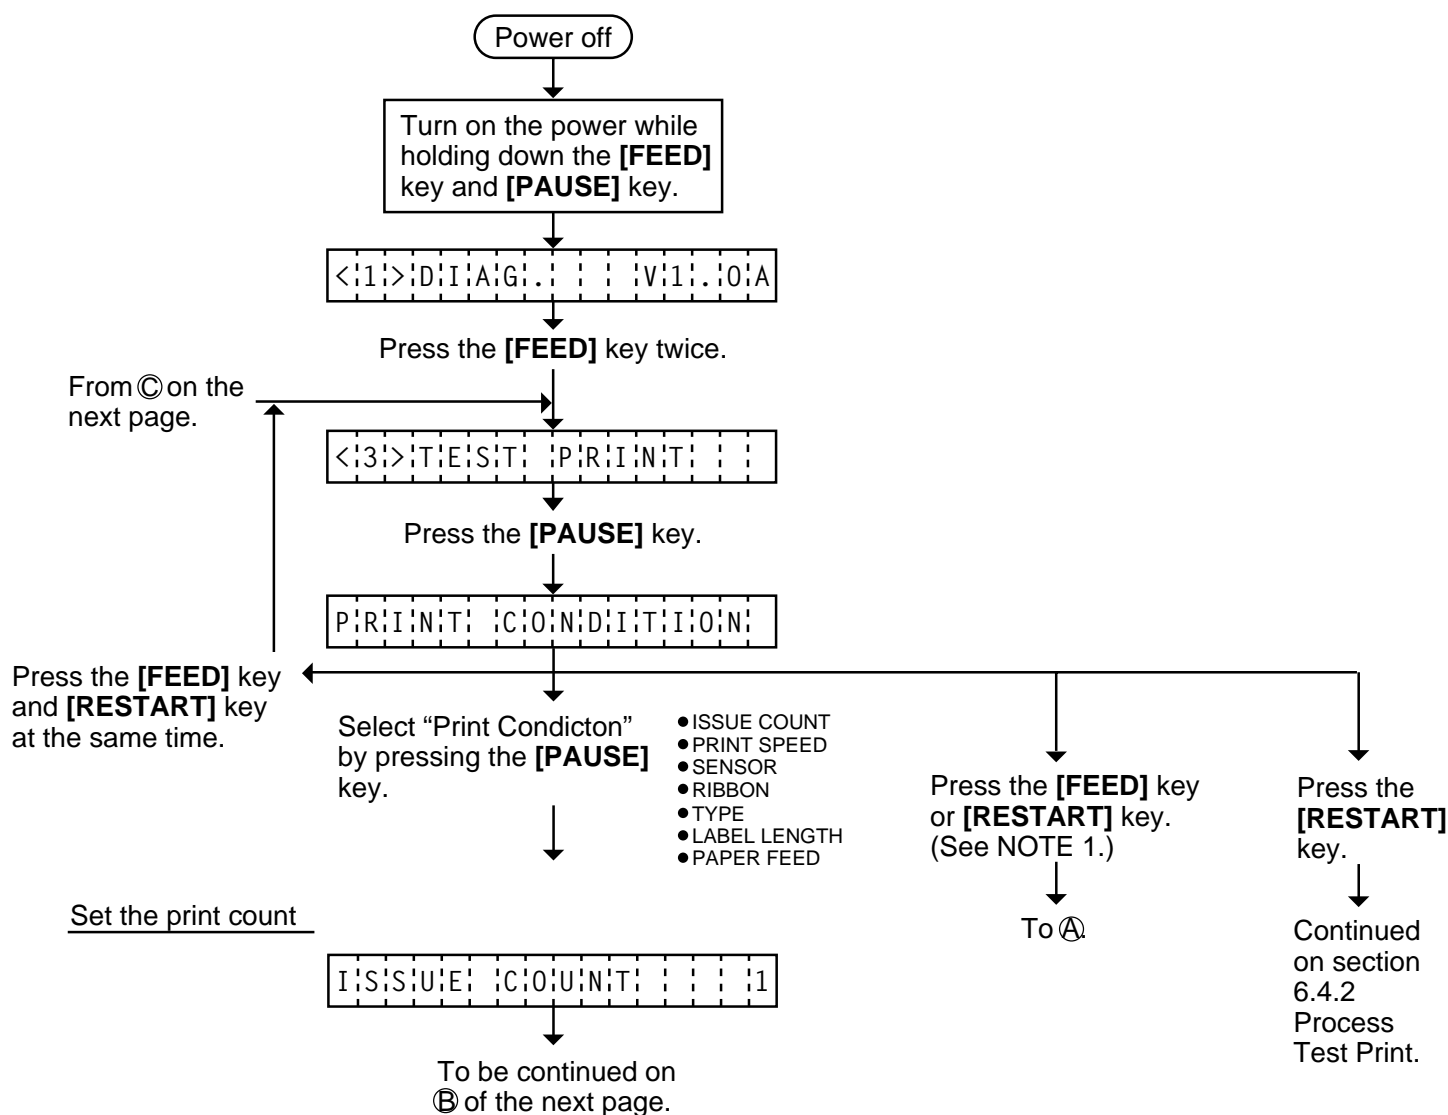 Power off
Turn on the power while
holding down the [FEED]
key and [PAUSE] key.
<1>DIAG.   V1.0A
Press the [FEED] key twice.
From Ⓒ on the
next page.
<3>TEST PRINT
Press the [PAUSE] key.
PRINT CONDITION
Press the [FEED] key
and [RESTART] key
at the same time.
Select “Print Condicton”
by pressing the [PAUSE]
key.
● ISSUE COUNT
● PRINT SPEED
● SENSOR
● RIBBON
● TYPE
● LABEL LENGTH
● PAPER FEED
Press the [FEED] key
or [RESTART] key.
(See NOTE 1.)
To Ⓐ.
Press the
[RESTART]
key.
Continued
on section
6.4.2
Process
Test Print.
Set the print count
ISSUE COUNT    1
To be continued on
Ⓑ of the next page.